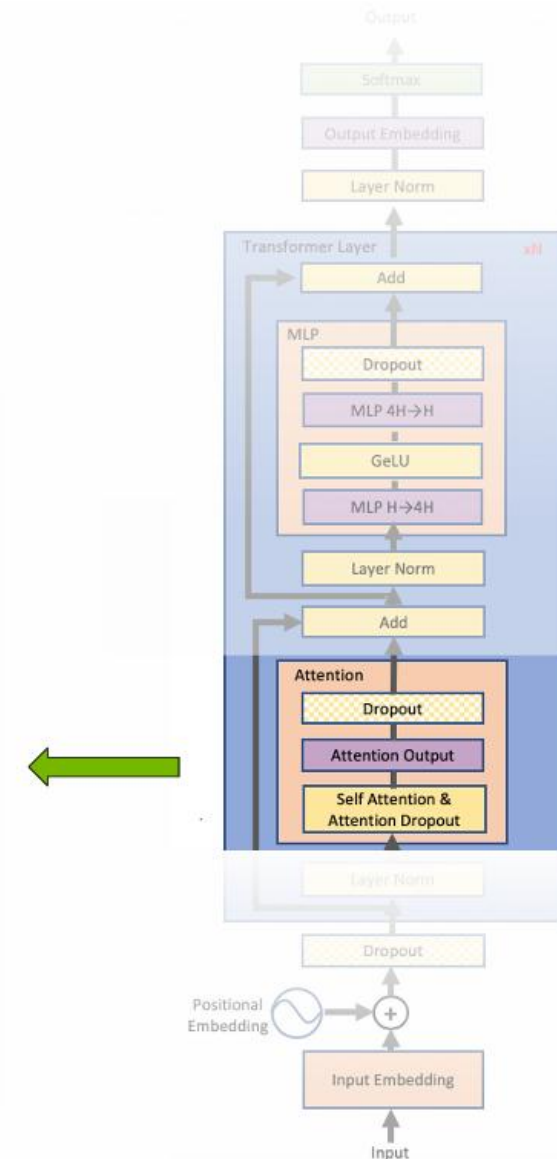 Output
Softmax
Output Embedding
Layer Norm
Transformer Layer
xN
Add
MLP
Dropout
MLP 4H→H
GeLU
MLP H→4H
Layer Norm
Add
Attention
Dropout
Attention Output
Self Attention &
Attention Dropout
Layer Norm
Dropout
Positional
Embedding
+
Input Embedding
Input